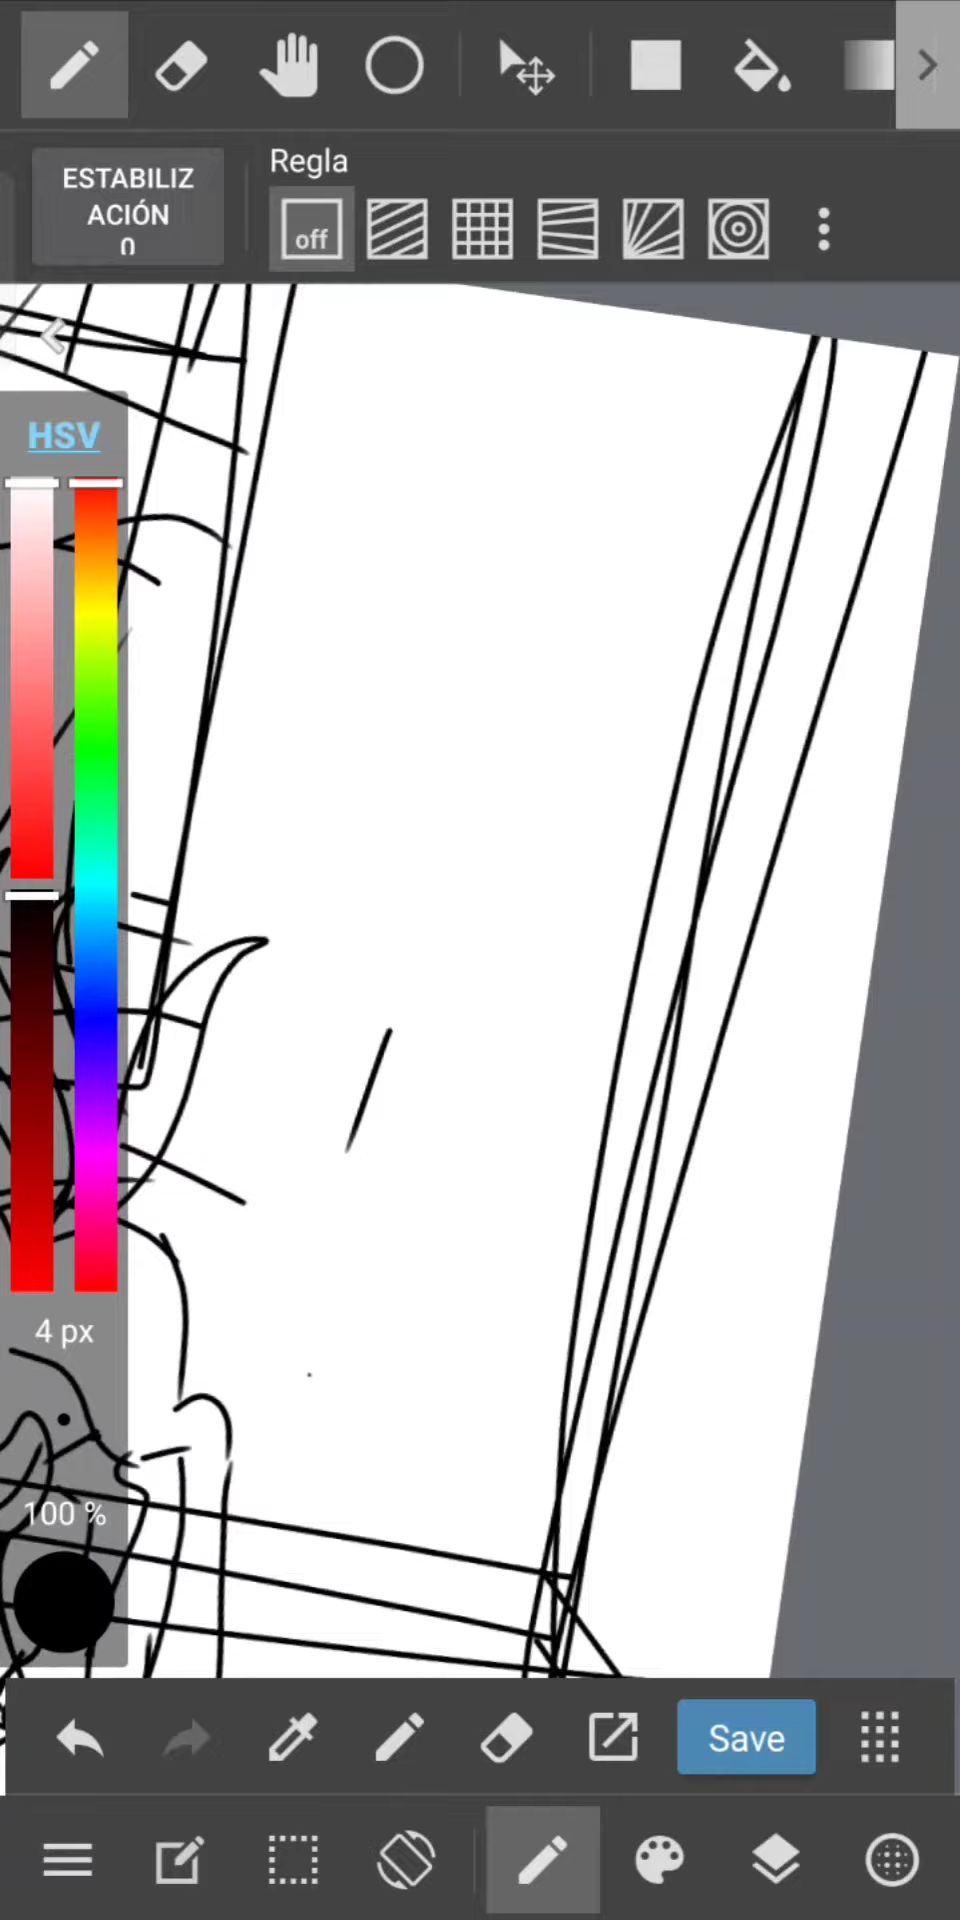 Regla
ESTABILIZ
ACIÓN
0
off
HSV
4 px
100 %
Save